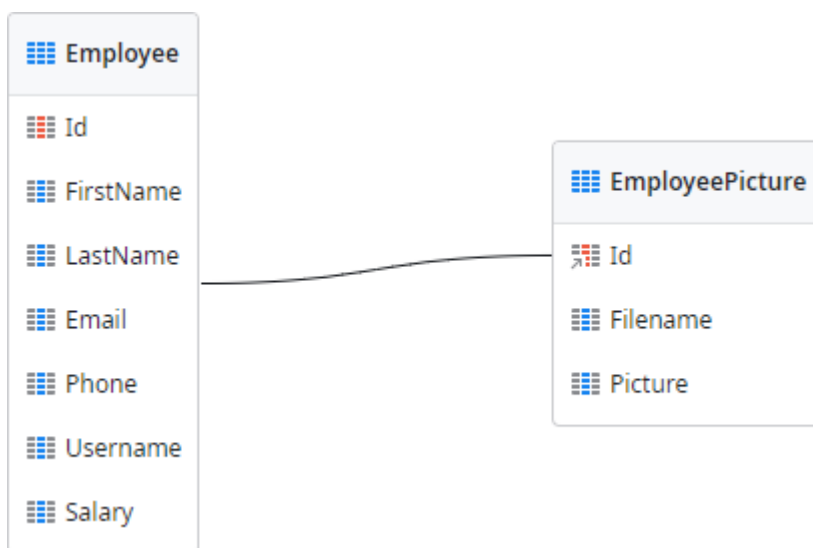 Employee
Id
FirstName
LastName
Email
Phone
Username
Salary
EmployeePicture
Id
Filename
Picture